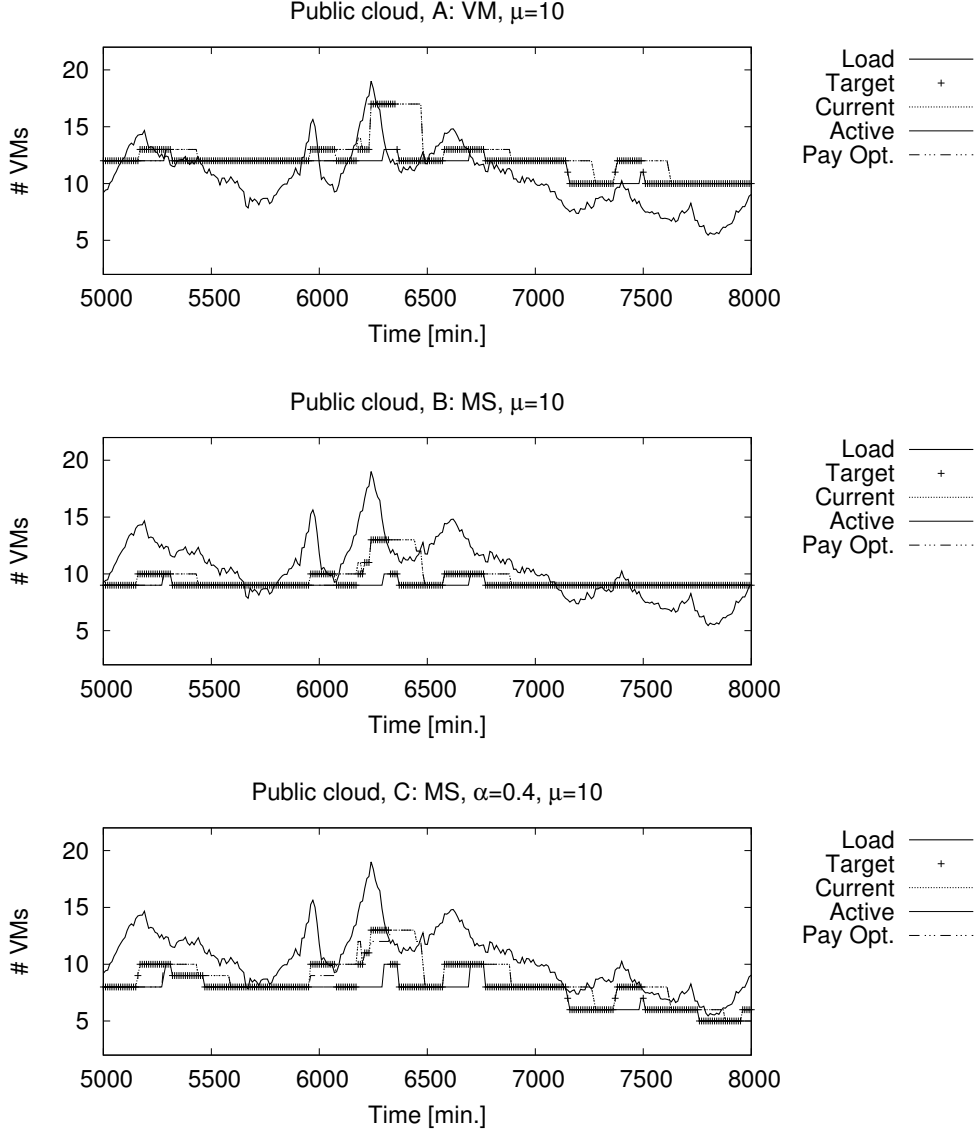 Public cloud, A: VM, μ=10
# VMs
20
15
10
5
5000 5500 6000 6500 7000 7500 8000
Time [min.]
Load
Target
Current
Active
Pay Opt.
Public cloud, B: MS, μ=10
# VMs
20
15
10
5
5000 5500 6000 6500 7000 7500 8000
Time [min.]
Load
Target
Current
Active
Pay Opt.
Public cloud, C: MS, α=0.4, μ=10
# VMs
20
15
10
5
5000 5500 6000 6500 7000 7500 8000
Time [min.]
Load
Target
Current
Active
Pay Opt.